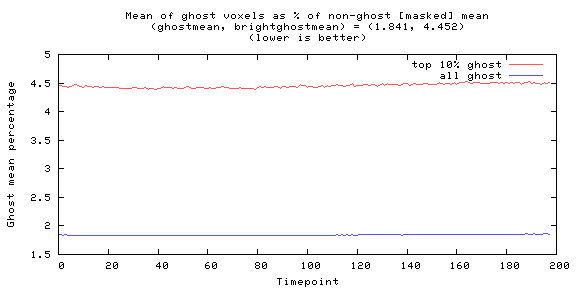 Mean of ghost voxels as % of non-ghost [masked] mean
(ghostmean, brightghostmean) = (1.841, 4.452)
(lower is better)
5
4.5
4
3.5
3
2.5
2
1.5
Ghost mean percentage
top 10% ghost
all ghost
0 20 40 60 80 100 120 140 160 180 200
Timepoint